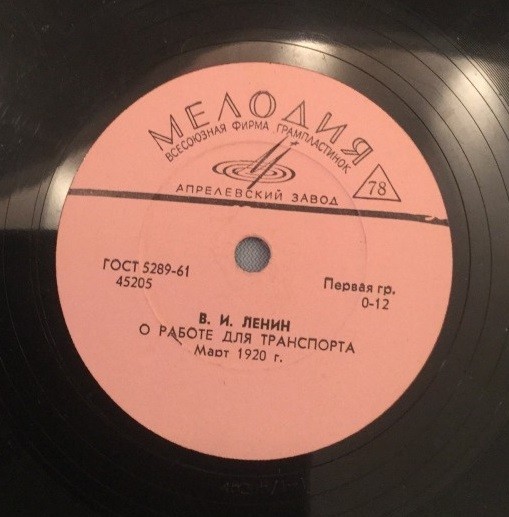 МЕЛОДИЯ
ВСЕСОЮЗНАЯ ФИРМА ГРАМПЛАСТИНОК
АПРЕЛЕВСКИЙ ЗАВОД
78
ГОСТ 5289-61
45205
Первая гр.
0-12
В. И. ЛЕНИН
О РАБОТЕ ДЛЯ ТРАНСПОРТА
Март 1920 г.